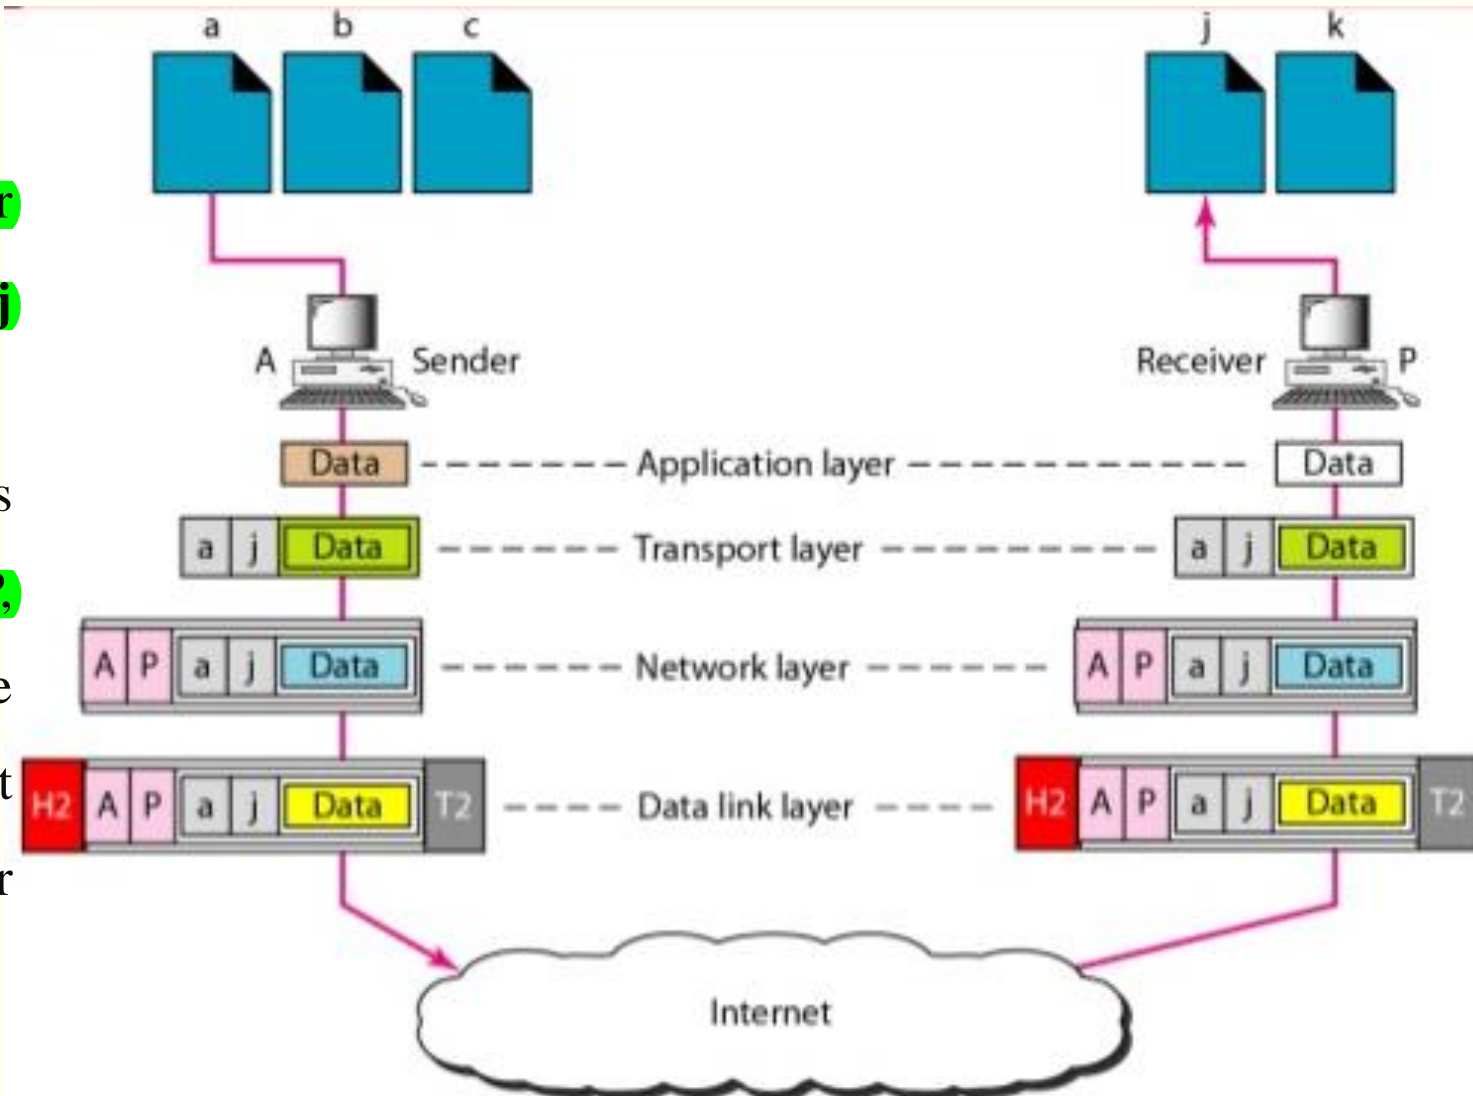 a b c j k
r
j
A Sender Receiver P
Data Application layer Data
s
a j Data Transport layer a j Data
?,
A P a j Data Network layer A P a j Data
e
t
H2 A P a j Data T2 Data link layer H2 A P a j Data T2
r
Internet